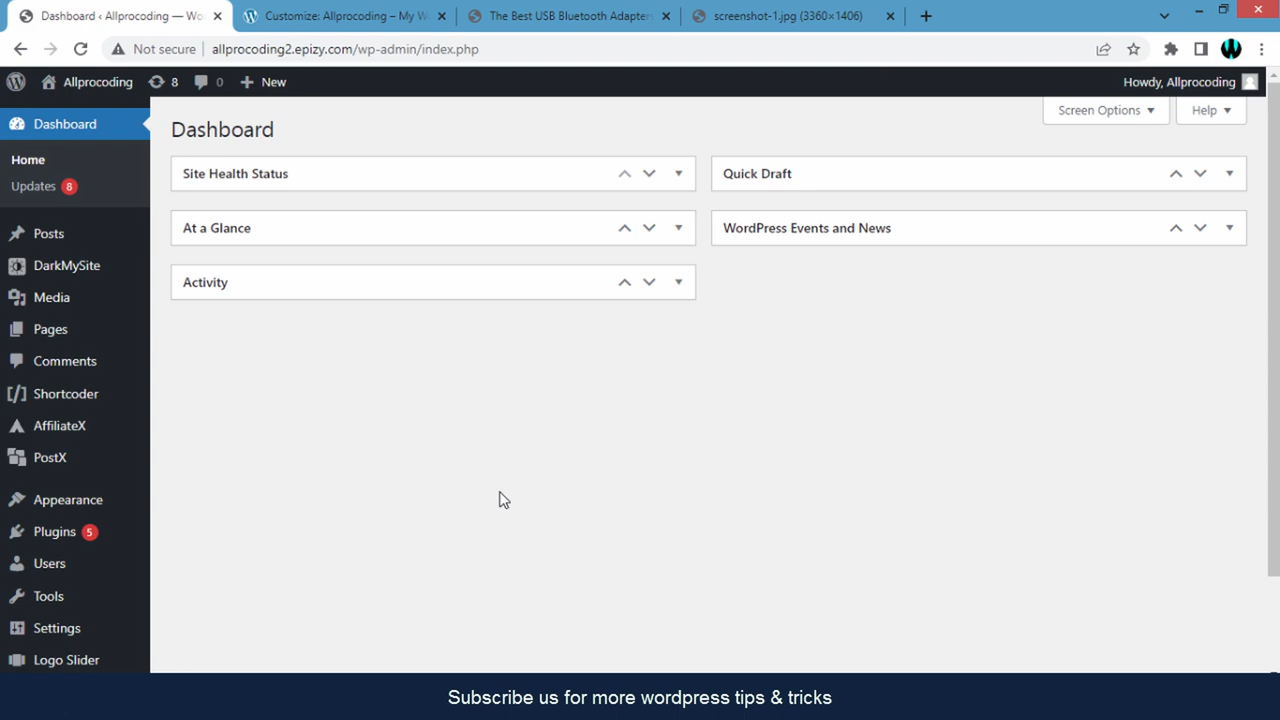 Dashboard ‹ Allprocoding — Wo
Customize: Allprocoding – My W
The Best USB Bluetooth Adapter
screenshot-1.jpg (3360×1406)
Not secure
allprocoding2.epizy.com/wp-admin/index.php
Allprocoding
8
0
New
Howdy, Allprocoding
Dashboard
Home
Updates 8
Posts
DarkMySite
Media
Pages
Comments
Shortcoder
AffiliateX
PostX
Appearance
Plugins 5
Users
Tools
Settings
Logo Slider
Screen Options
Help
Dashboard
Site Health Status
Quick Draft
At a Glance
WordPress Events and News
Activity
Subscribe us for more wordpress tips & tricks